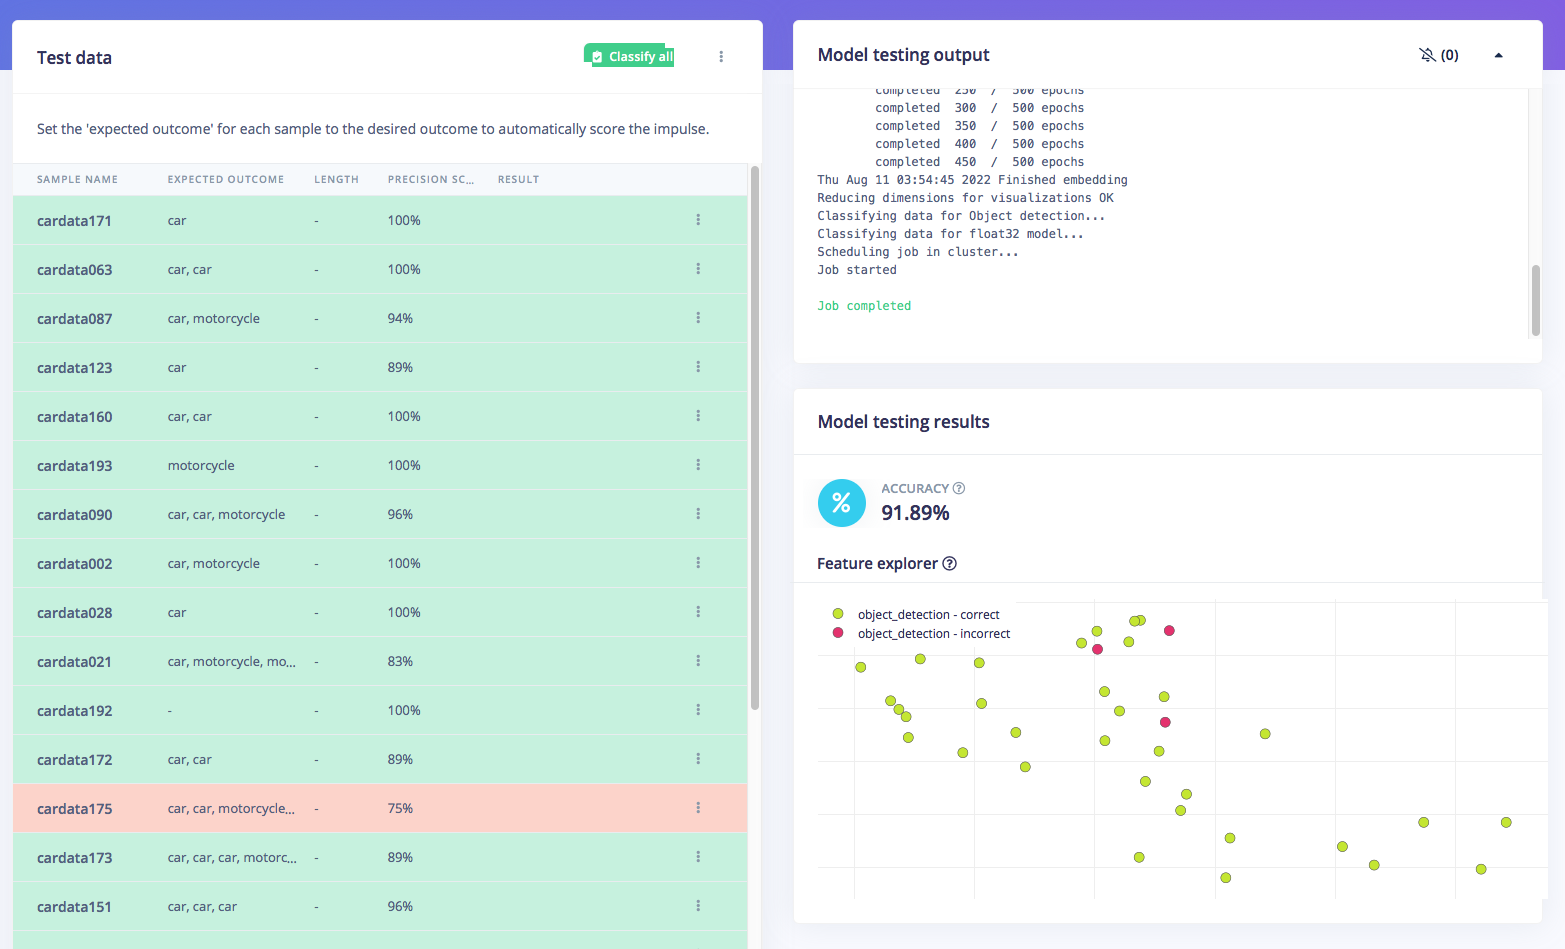 Test data
Classify all
Set the 'expected outcome' for each sample to the desired outcome to automatically score the impulse.
SAMPLE NAME EXPECTED OUTCOME LENGTH PRECISION SC... RESULT
cardata171 car - 100%
cardata063 car, car - 100%
cardata087 car, motorcycle - 94%
cardata123 car - 89%
cardata160 car, car - 100%
cardata193 motorcycle - 100%
cardata090 car, car, motorcycle - 96%
cardata002 car, motorcycle - 100%
cardata028 car - 100%
cardata021 car, motorcycle, mo... - 83%
cardata192 - - 100%
cardata172 car, car - 89%
cardata175 car, car, motorcycle... - 75%
cardata173 car, car, car, motorc... - 89%
cardata151 car, car, car - 96%
Model testing output
(0)
completed 250 / 500 epochs
completed 300 / 500 epochs
completed 350 / 500 epochs
completed 400 / 500 epochs
completed 450 / 500 epochs
Thu Aug 11 03:54:45 2022 Finished embedding
Reducing dimensions for visualizations OK
Classifying data for Object detection...
Classifying data for float32 model...
Scheduling job in cluster...
Job started
Job completed
Model testing results
%
ACCURACY ?
91.89%
Feature explorer ?
object_detection - correct
object_detection - incorrect